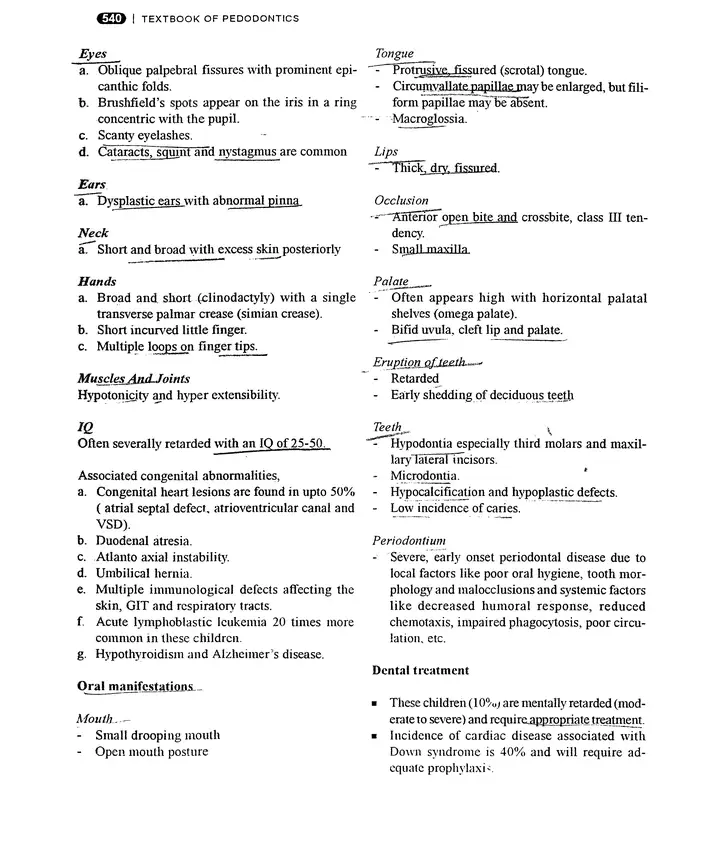 540 | TEXTBOOK OF PEDODONTICS
Eyes
a. Oblique palpebral fissures with prominent epi-
canthic folds.
b. Brushfield's spots appear on the iris in a ring
concentric with the pupil.
c. Scanty eyelashes.
d. Cataracts, squint and nystagmus are common
Ears
a. Dysplastic ears with abnormal pinna
Neck
a. Short and broad with excess skin posteriorly
Hands
a. Broad and short (clinodactyly) with a single
transverse palmar crease (simian crease).
b. Short incurved little finger.
c. Multiple loops on finger tips.
Muscles And Joints
Hypotonicity and hyper extensibility.
IQ
Often severally retarded with an IQ of 25-50.
Associated congenital abnormalities,
a. Congenital heart lesions are found in upto 50%
( atrial septal defect, atrioventricular canal and
VSD).
b. Duodenal atresia.
c. Atlanto axial instability.
d. Umbilical hernia.
e. Multiple immunological defects affecting the
skin, GIT and respiratory tracts.
f. Acute lymphoblastic leukemia 20 times more
common in these children.
g. Hypothyroidism and Alzheimer's disease.
Oral manifestations
Mouth
- Small drooping mouth
- Open mouth posture
Tongue
- Protrusive, fissured (scrotal) tongue.
- Circumvallate papillae may be enlarged, but fili-
form papillae may be absent.
- Macroglossia.
Lips
- Thick, dry, fissured.
Occlusion
- Anterior open bite and crossbite, class III ten-
dency.
- Small maxilla.
Palate
- Often appears high with horizontal palatal
shelves (omega palate).
- Bifid uvula, cleft lip and palate.
Eruption of teeth
- Retarded
- Early shedding of deciduous teeth
Teeth
- Hypodontia especially third molars and maxil-
lary lateral incisors.
- Microdontia.
- Hypocalcification and hypoplastic defects.
- Low incidence of caries.
Periodontium
- Severe, early onset periodontal disease due to
local factors like poor oral hygiene, tooth mor-
phology and malocclusions and systemic factors
like decreased humoral response, reduced
chemotaxis, impaired phagocytosis, poor circu-
lation, etc.
Dental treatment
■ These children (10%) are mentally retarded (mod-
erate to severe) and require appropriate treatment.
■ Incidence of cardiac disease associated with
Down syndrome is 40% and will require ad-
equate prophylaxis.